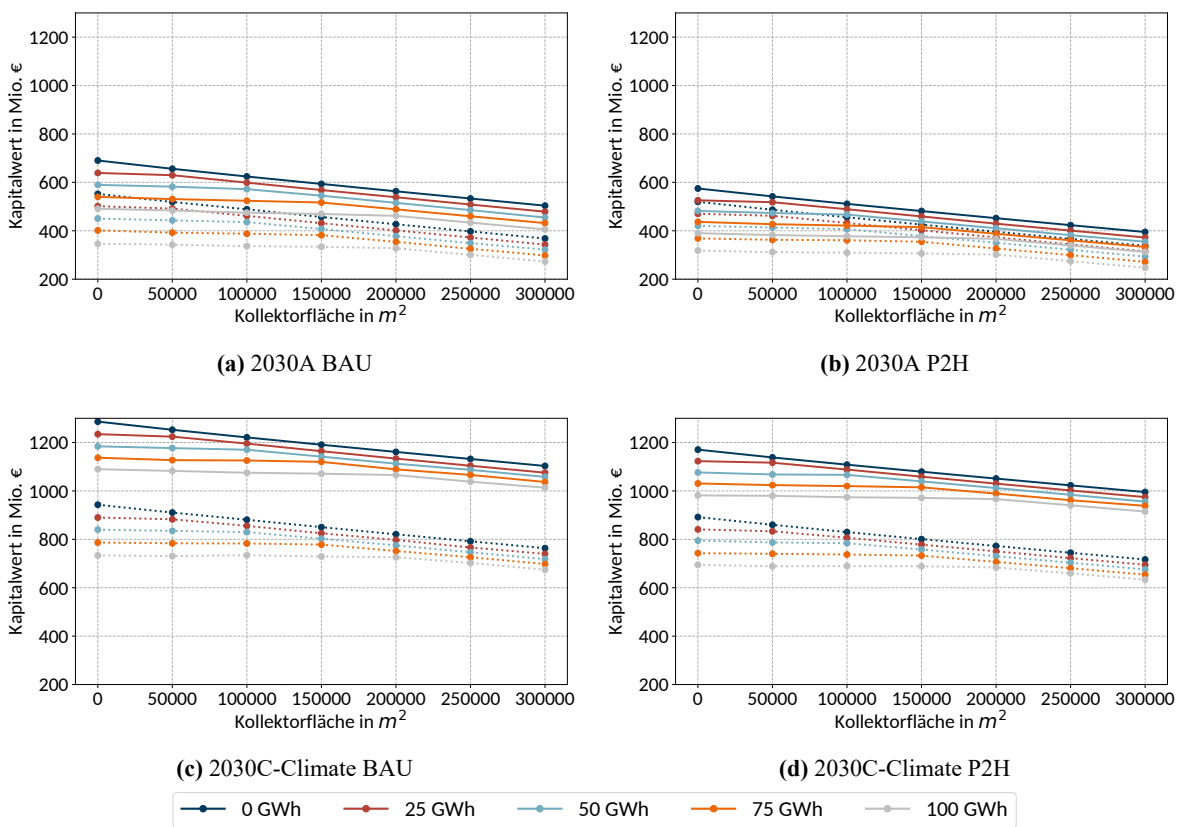 1200
1000
800
600
400
200
Kapitalwert in Mio. €
0 50000 100000 150000 200000 250000 300000
Kollektorfläche in m²
(a) 2030A BAU
1200
1000
800
600
400
200
Kapitalwert in Mio. €
0 50000 100000 150000 200000 250000 300000
Kollektorfläche in m²
(b) 2030A P2H
1200
1000
800
600
400
200
Kapitalwert in Mio. €
0 50000 100000 150000 200000 250000 300000
Kollektorfläche in m²
(c) 2030C-Climate BAU
1200
1000
800
600
400
200
Kapitalwert in Mio. €
0 50000 100000 150000 200000 250000 300000
Kollektorfläche in m²
(d) 2030C-Climate P2H
0 GWh 25 GWh 50 GWh 75 GWh 100 GWh